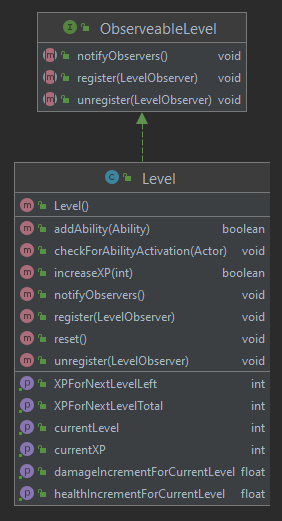 I ObserveableLevel
m notifyObservers() void
m register(LevelObserver) void
m unregister(LevelObserver) void
C Level
m Level()
m addAbility(Ability) boolean
m checkForAbilityActivation(Actor) void
m increaseXP(int) boolean
m notifyObservers() void
m register(LevelObserver) void
m reset() void
m unregister(LevelObserver) void
p XPForNextLevelLeft int
p XPForNextLevelTotal int
p currentLevel int
p currentXP int
p damageIncrementForCurrentLevel float
p healthIncrementForCurrentLevel float